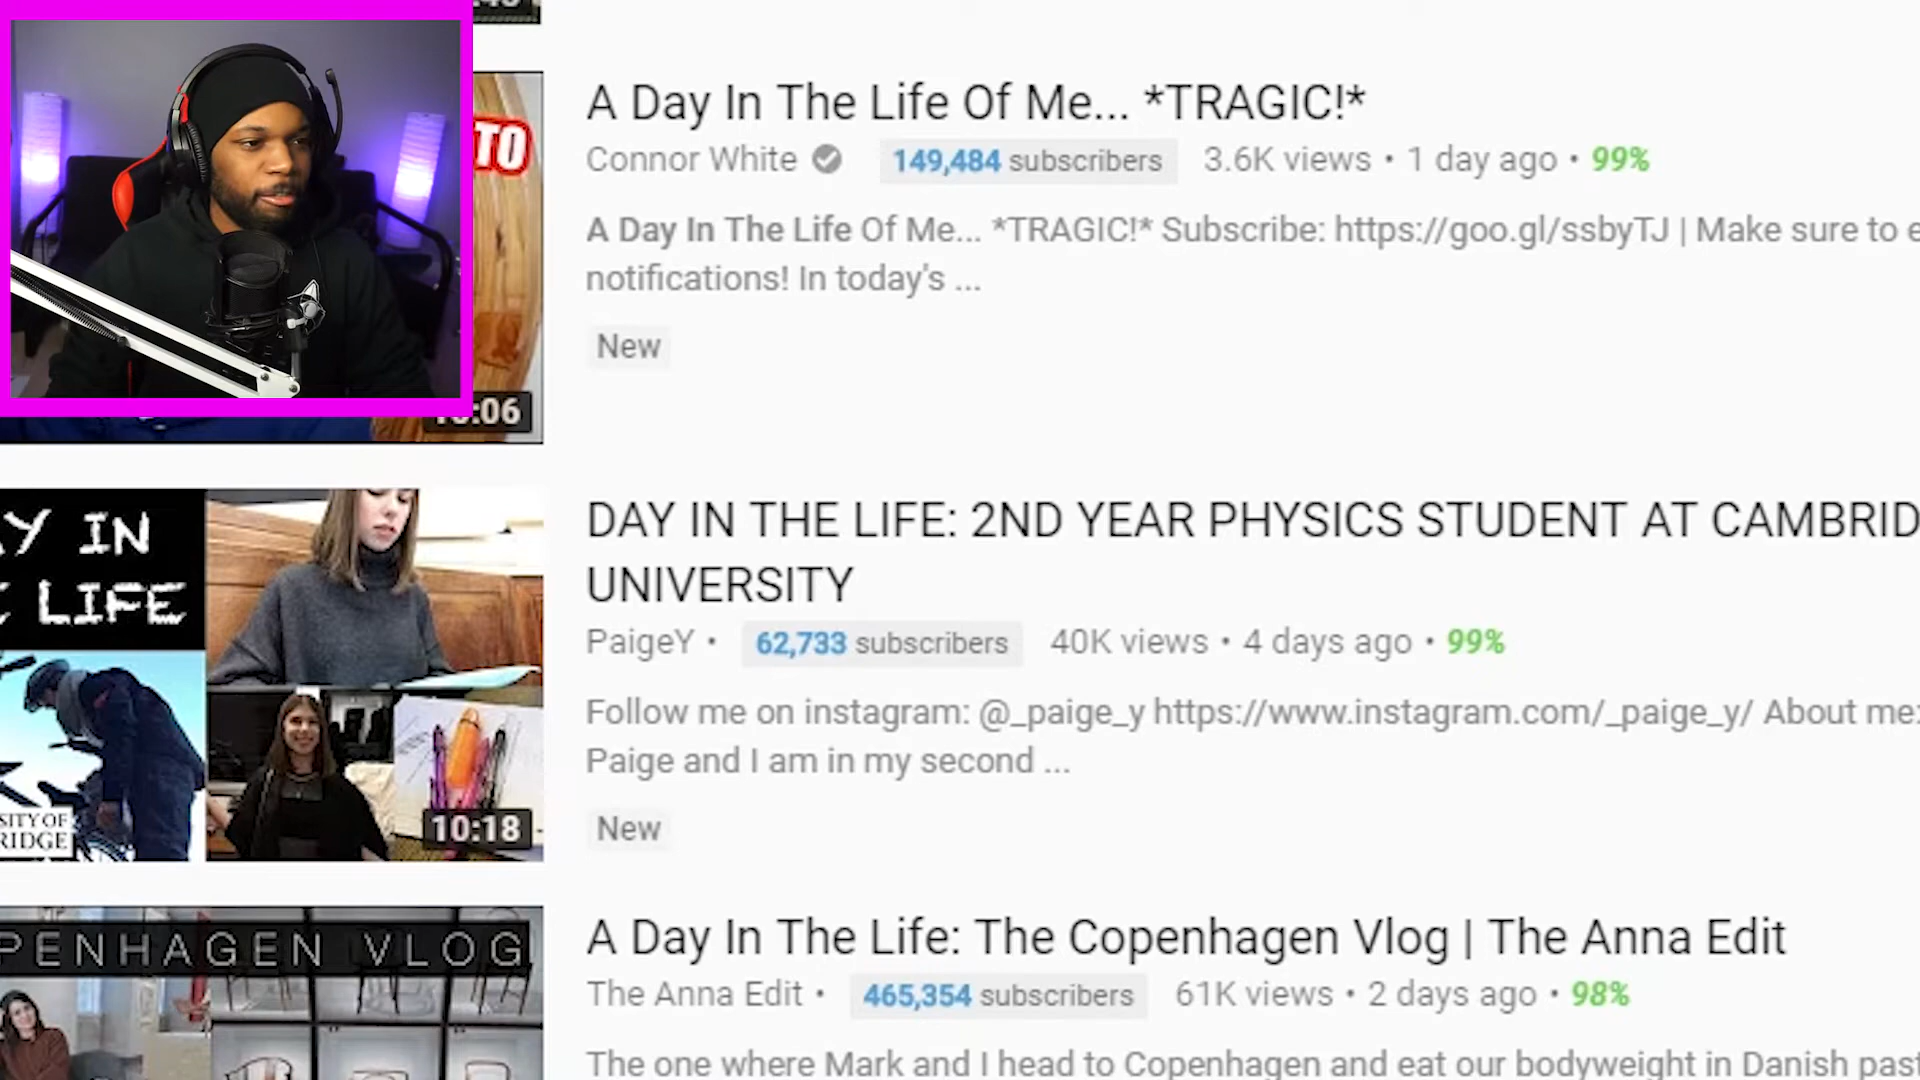 TO
A Day In The Life Of Me... *TRAGIC!*
Connor White 149,484 subscribers 3.6K views • 1 day ago • 99%
A Day In The Life Of Me... *TRAGIC!* Subscribe: https://goo.gl/ssbyTJ | Make sure to e
notifications! In today's ...
New
:06
AY IN
LIFE
SITY OF
RIDGE
10:18
DAY IN THE LIFE: 2ND YEAR PHYSICS STUDENT AT CAMBRID
UNIVERSITY
PaigeY • 62,733 subscribers 40K views • 4 days ago • 99%
Follow me on instagram: @_paige_y https://www.instagram.com/_paige_y/ About me:
Paige and I am in my second ...
New
PENHAGEN VLOG
A Day In The Life: The Copenhagen Vlog | The Anna Edit
The Anna Edit • 465,354 subscribers 61K views • 2 days ago • 98%
The one where Mark and I head to Copenhagen and eat our bodyweight in Danish past